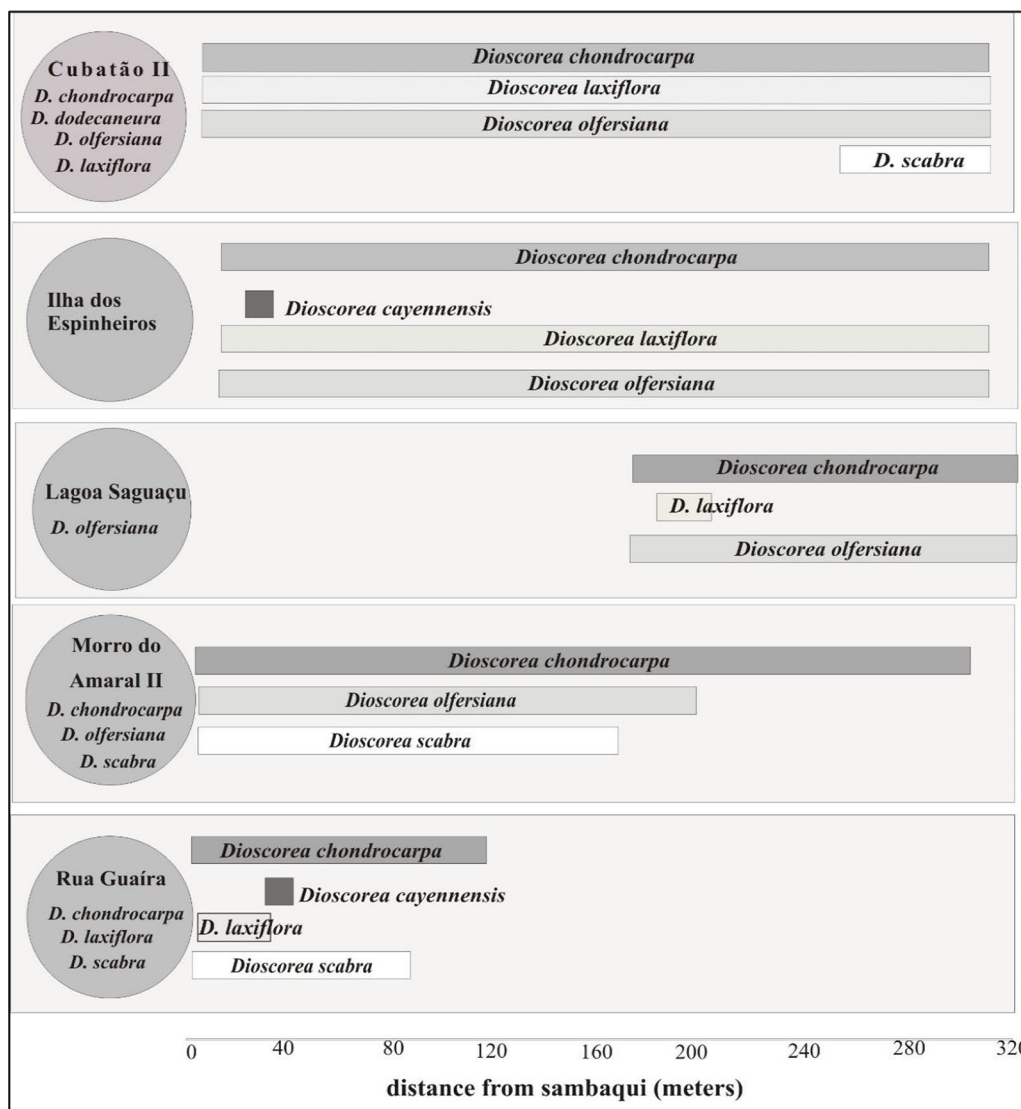 Cubatão II
D. chondrocarpa
D. dodecaneura
D. olfersiana
D. laxiflora
Dioscorea chondrocarpa
Dioscorea laxiflora
Dioscorea olfersiana
D. scabra
Ilha dos
Espinheiros
Dioscorea chondrocarpa
Dioscorea cayennensis
Dioscorea laxiflora
Dioscorea olfersiana
Lagoa Saguaçu
D. olfersiana
Dioscorea chondrocarpa
D. laxiflora
Dioscorea olfersiana
Morro do
Amaral II
D. chondrocarpa
D. olfersiana
D. scabra
Dioscorea chondrocarpa
Dioscorea olfersiana
Dioscorea scabra
Rua Guaíra
D. chondrocarpa
D. laxiflora
D. scabra
Dioscorea chondrocarpa
Dioscorea cayennensis
D. laxiflora
Dioscorea scabra
0 40 80 120 160 200 240 280 320
distance from sambaqui (meters)